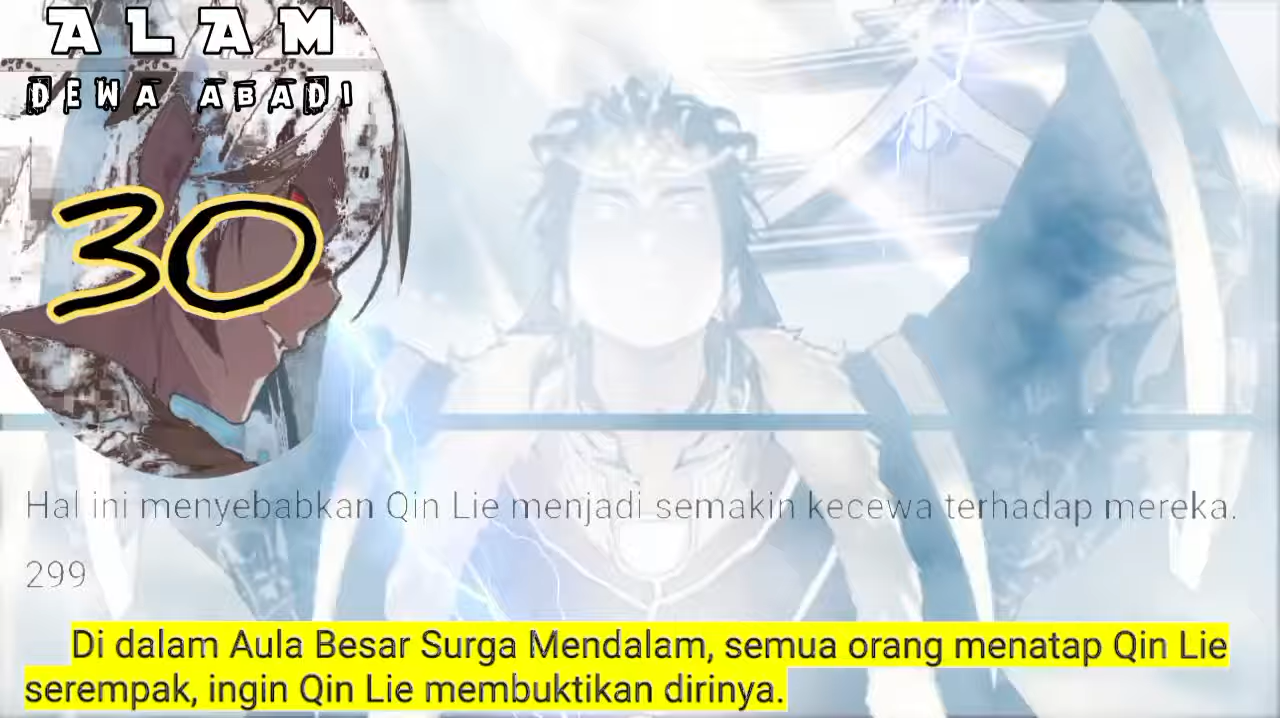 ALAM
DEWA ABADI
30
Hal ini menyebabkan Qin Lie menjadi semakin kecewa terhadap mereka.
299
Di dalam Aula Besar Surga Mendalam, semua orang menatap Qin Lie
serempak, ingin Qin Lie membuktikan dirinya.